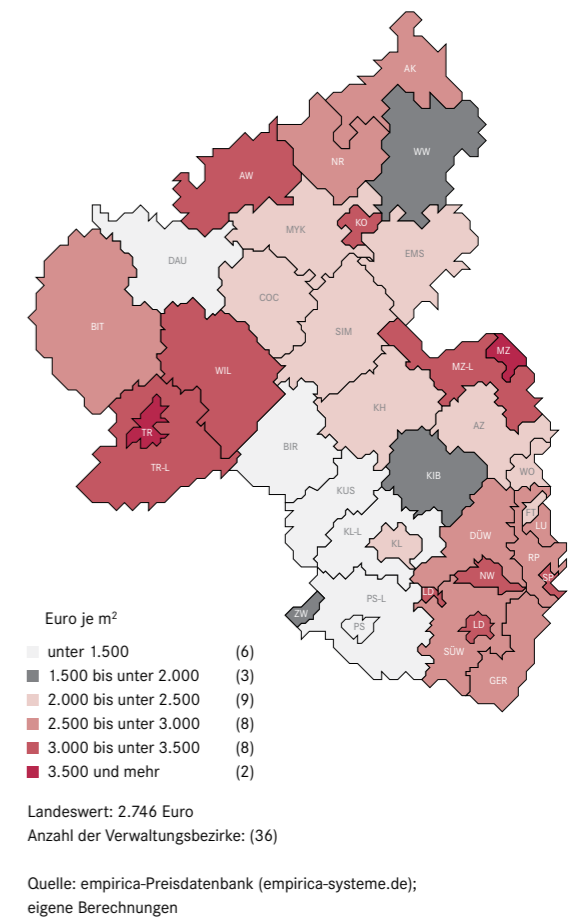 AK
WW
NR
AW
KO
MYK
EMS
DAU
COC
SIM
BIT
MZ
MZ-L
WIL
KH
AZ
TR
BIR
KIB
TR-L
WO
KUS
FT
LU
KL-L
DÜW
KL
RP
NW
SP
LD
PS-L
ZW
PS
LD
SÜW
GER
Euro je m²
unter 1.500 (6)
1.500 bis unter 2.000 (3)
2.000 bis unter 2.500 (9)
2.500 bis unter 3.000 (8)
3.000 bis unter 3.500 (8)
3.500 und mehr (2)
Landeswert: 2.746 Euro
Anzahl der Verwaltungsbezirke: (36)
Quelle: empirica-Preisdatenbank (empirica-systeme.de);
eigene Berechnungen